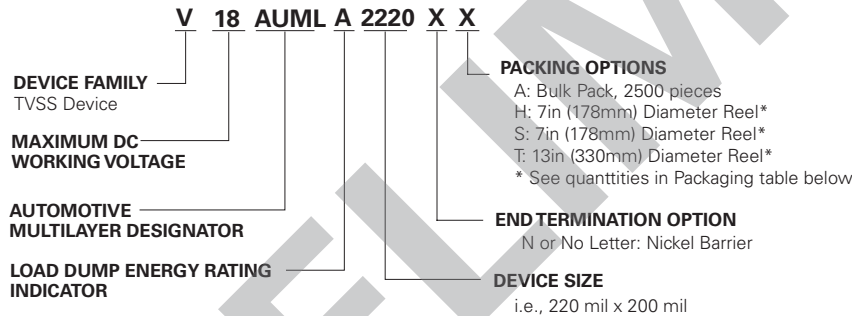 V 18 AUML A 2220 X X
DEVICE FAMILY
TVSS Device
MAXIMUM DC
WORKING VOLTAGE
AUTOMOTIVE
MULTILAYER DESIGNATOR
LOAD DUMP ENERGY RATING
INDICATOR
PACKING OPTIONS
A: Bulk Pack, 2500 pieces
H: 7in (178mm) Diameter Reel*
S: 7in (178mm) Diameter Reel*
T: 13in (330mm) Diameter Reel*
* See quanttities in Packaging table below
END TERMINATION OPTION
N or No Letter: Nickel Barrier
DEVICE SIZE
i.e., 220 mil x 200 mil